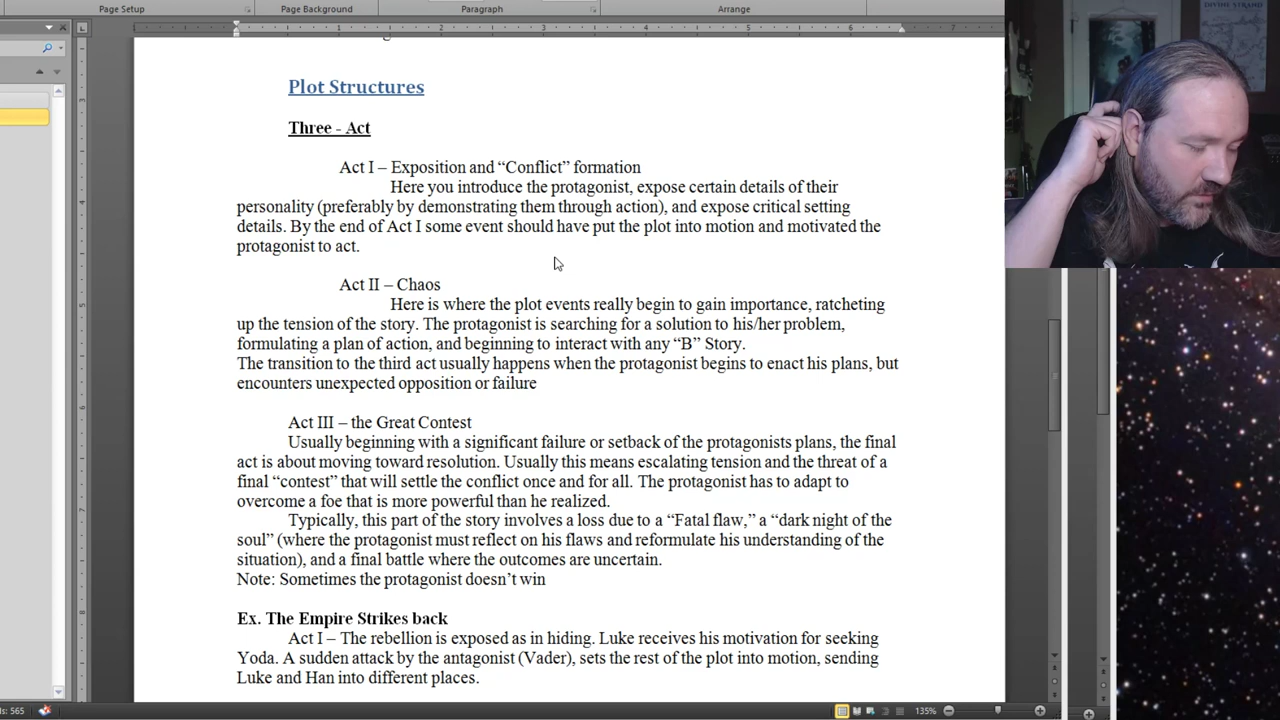 Page Setup
Page Background
Paragraph
Arrange
1 2 3 4 5 6 7
Plot Structures
Three - Act
Act I – Exposition and “Conflict” formation
Here you introduce the protagonist, expose certain details of their
personality (preferably by demonstrating them through action), and expose critical setting
details. By the end of Act I some event should have put the plot into motion and motivated the
protagonist to act.
Act II – Chaos
Here is where the plot events really begin to gain importance, ratcheting
up the tension of the story. The protagonist is searching for a solution to his/her problem,
formulating a plan of action, and beginning to interact with any “B” Story.
The transition to the third act usually happens when the protagonist begins to enact his plans, but
encounters unexpected opposition or failure
Act III – the Great Contest
Usually beginning with a significant failure or setback of the protagonists plans, the final
act is about moving toward resolution. Usually this means escalating tension and the threat of a
final “contest” that will settle the conflict once and for all. The protagonist has to adapt to
overcome a foe that is more powerful than he realized.
Typically, this part of the story involves a loss due to a “Fatal flaw,” a “dark night of the
soul” (where the protagonist must reflect on his flaws and reformulate his understanding of the
situation), and a final battle where the outcomes are uncertain.
Note: Sometimes the protagonist doesn’t win
Ex. The Empire Strikes back
Act I – The rebellion is exposed as in hiding. Luke receives his motivation for seeking
Yoda. A sudden attack by the antagonist (Vader), sets the rest of the plot into motion, sending
Luke and Han into different places.
: 565
135%